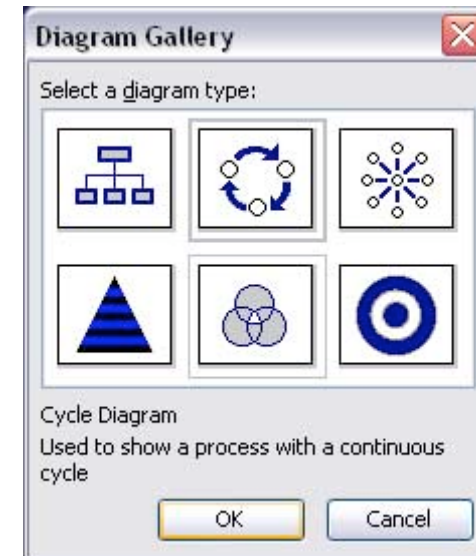 Diagram Gallery
Select a diagram type:
Cycle Diagram
Used to show a process with a continuous
cycle
OK
Cancel